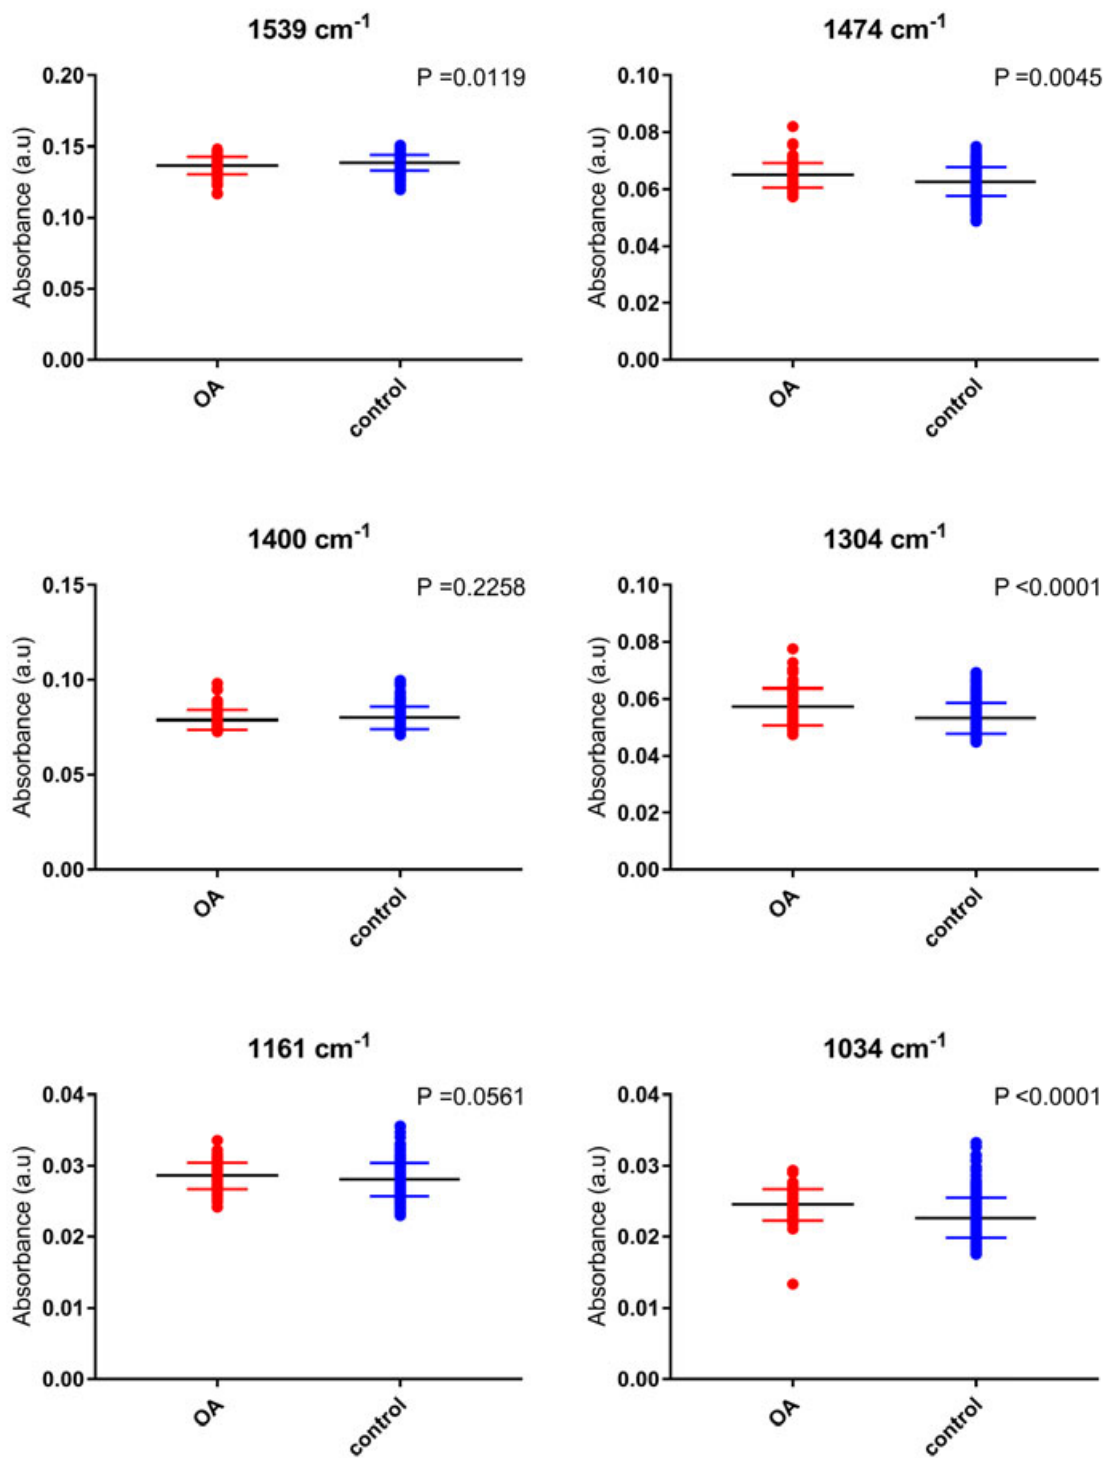 1539 cm⁻¹
P =0.0119
Absorbance (a.u)
0.20
0.15
0.10
0.05
0.00
OA
control
1474 cm⁻¹
P =0.0045
Absorbance (a.u)
0.10
0.08
0.06
0.04
0.02
0.00
OA
control
1400 cm⁻¹
P =0.2258
Absorbance (a.u)
0.15
0.10
0.05
0.00
OA
control
1304 cm⁻¹
P <0.0001
Absorbance (a.u)
0.10
0.08
0.06
0.04
0.02
0.00
OA
control
1161 cm⁻¹
P =0.0561
Absorbance (a.u)
0.04
0.03
0.02
0.01
0.00
OA
control
1034 cm⁻¹
P <0.0001
Absorbance (a.u)
0.04
0.03
0.02
0.01
0.00
OA
control